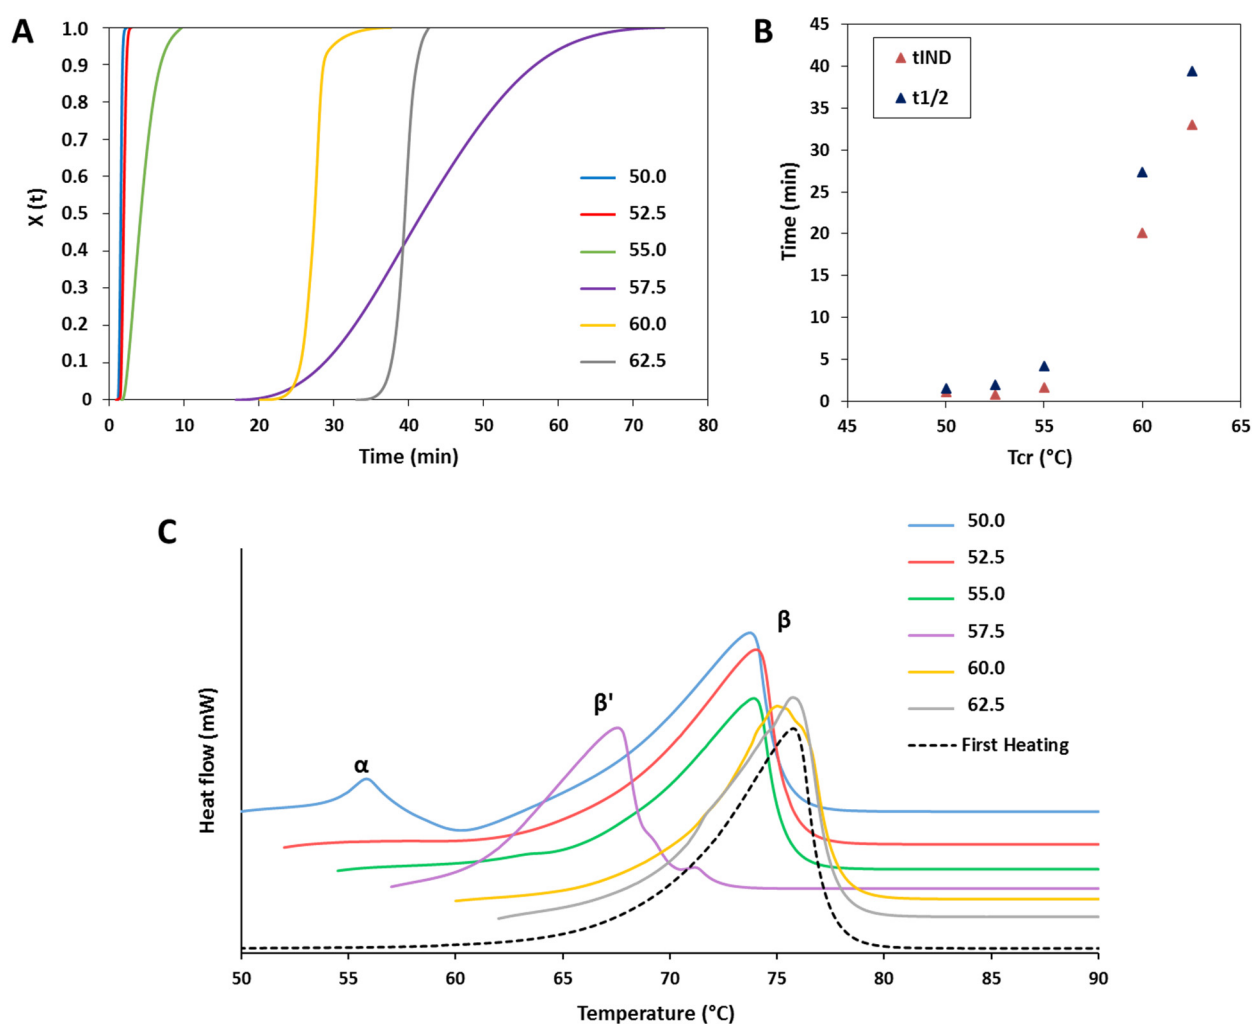 A
1.0
0.9
0.8
0.7
0.6
0.5
0.4
0.3
0.2
0.1
0
X (t)
0 10 20 30 40 50 60 70 80
Time (min)
50.0
52.5
55.0
57.5
60.0
62.5
B
45
40
35
30
25
20
15
10
5
0
Time (min)
tIND
t1/2
45 50 55 60 65
Tcr (°C)
C
50.0
52.5
55.0
57.5
60.0
62.5
First Heating
β
β'
α
Heat flow (mW)
50 55 60 65 70 75 80 85 90
Temperature (°C)